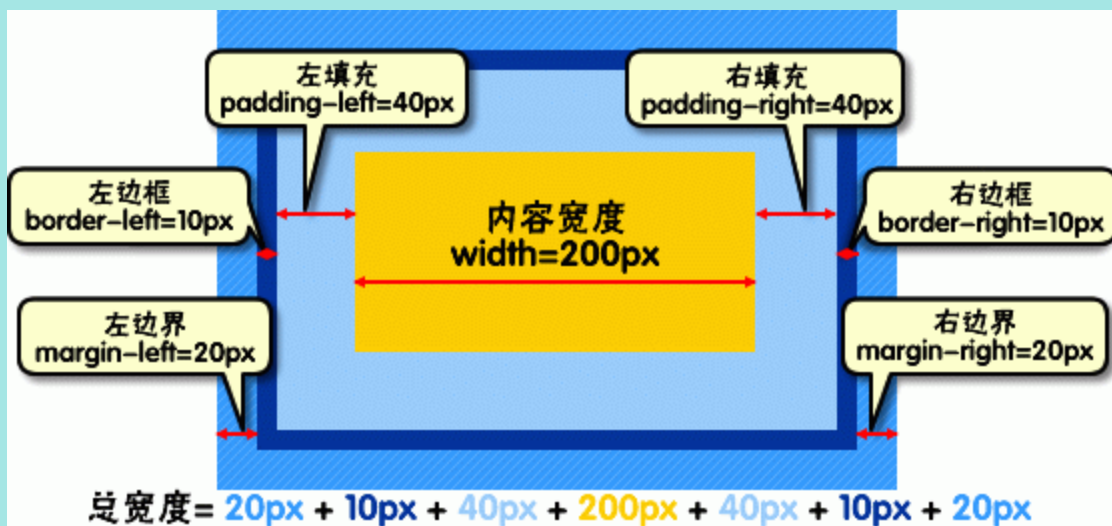 左填充
padding-left=40px
右填充
padding-right=40px
左边框
border-left=10px
内容宽度
width=200px
右边框
border-right=10px
左边界
margin-left=20px
右边界
margin-right=20px
总宽度= 20px + 10px + 40px + 200px + 40px + 10px + 20px